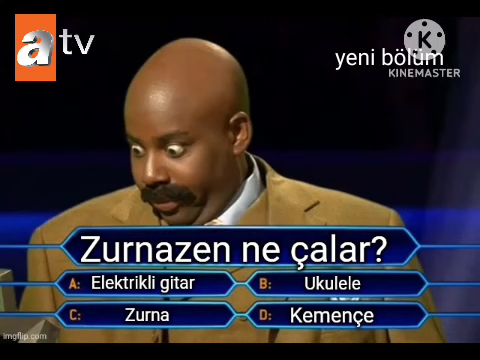 atv
yeni bölüm
KINEMASTER
Zurnazen ne çalar?
A: Elektrikli gitar
B: Ukulele
C: Zurna
D: Kemençe
imgflip.com